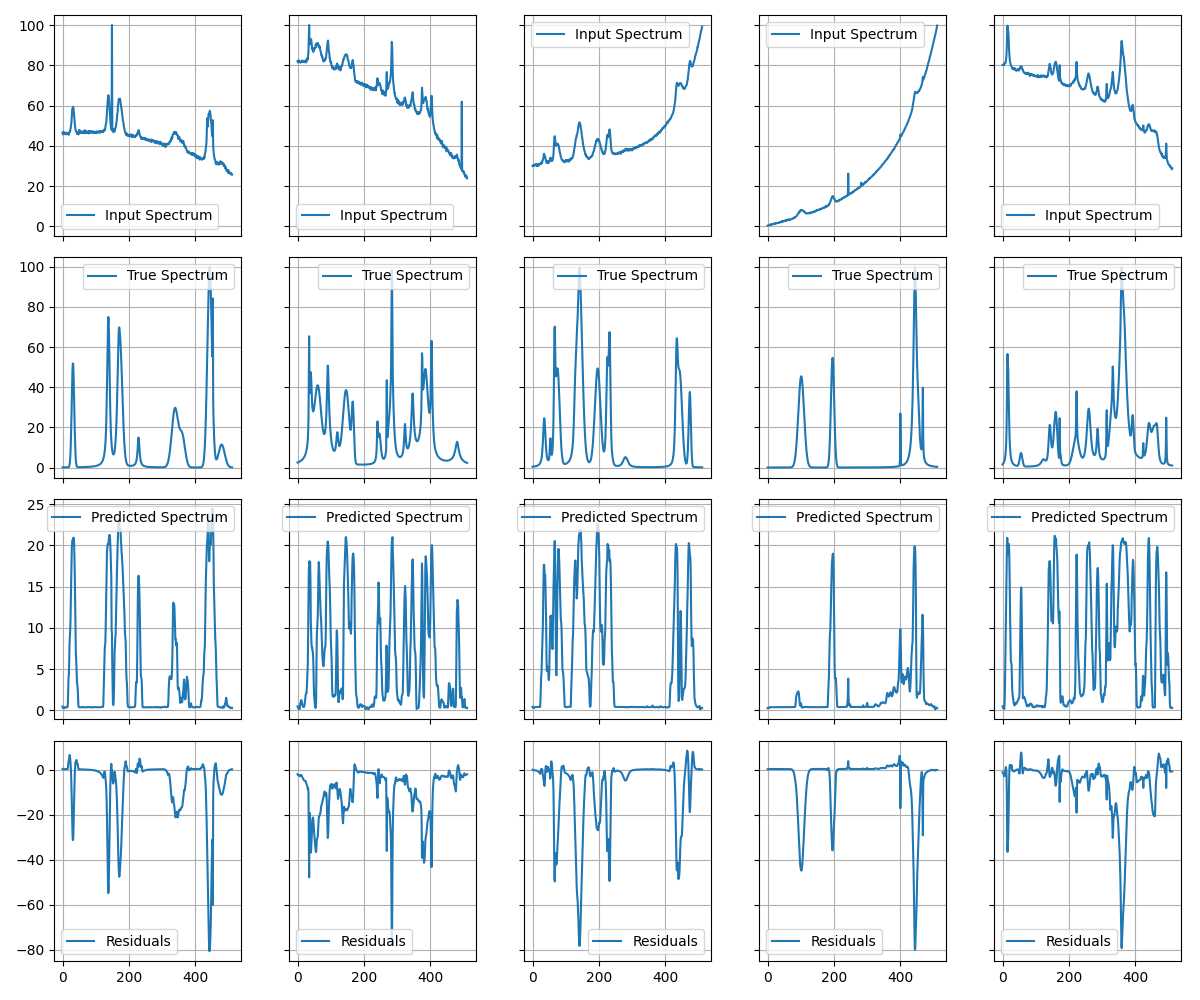 100
80
60
40
20
0
Input Spectrum
Input Spectrum
Input Spectrum
Input Spectrum
Input Spectrum
100
80
60
40
20
0
True Spectrum
True Spectrum
True Spectrum
True Spectrum
True Spectrum
25
20
15
10
5
0
Predicted Spectrum
Predicted Spectrum
Predicted Spectrum
Predicted Spectrum
Predicted Spectrum
0
−20
−40
−60
−80
Residuals
Residuals
Residuals
Residuals
Residuals
0 200 400
0 200 400
0 200 400
0 200 400
0 200 400